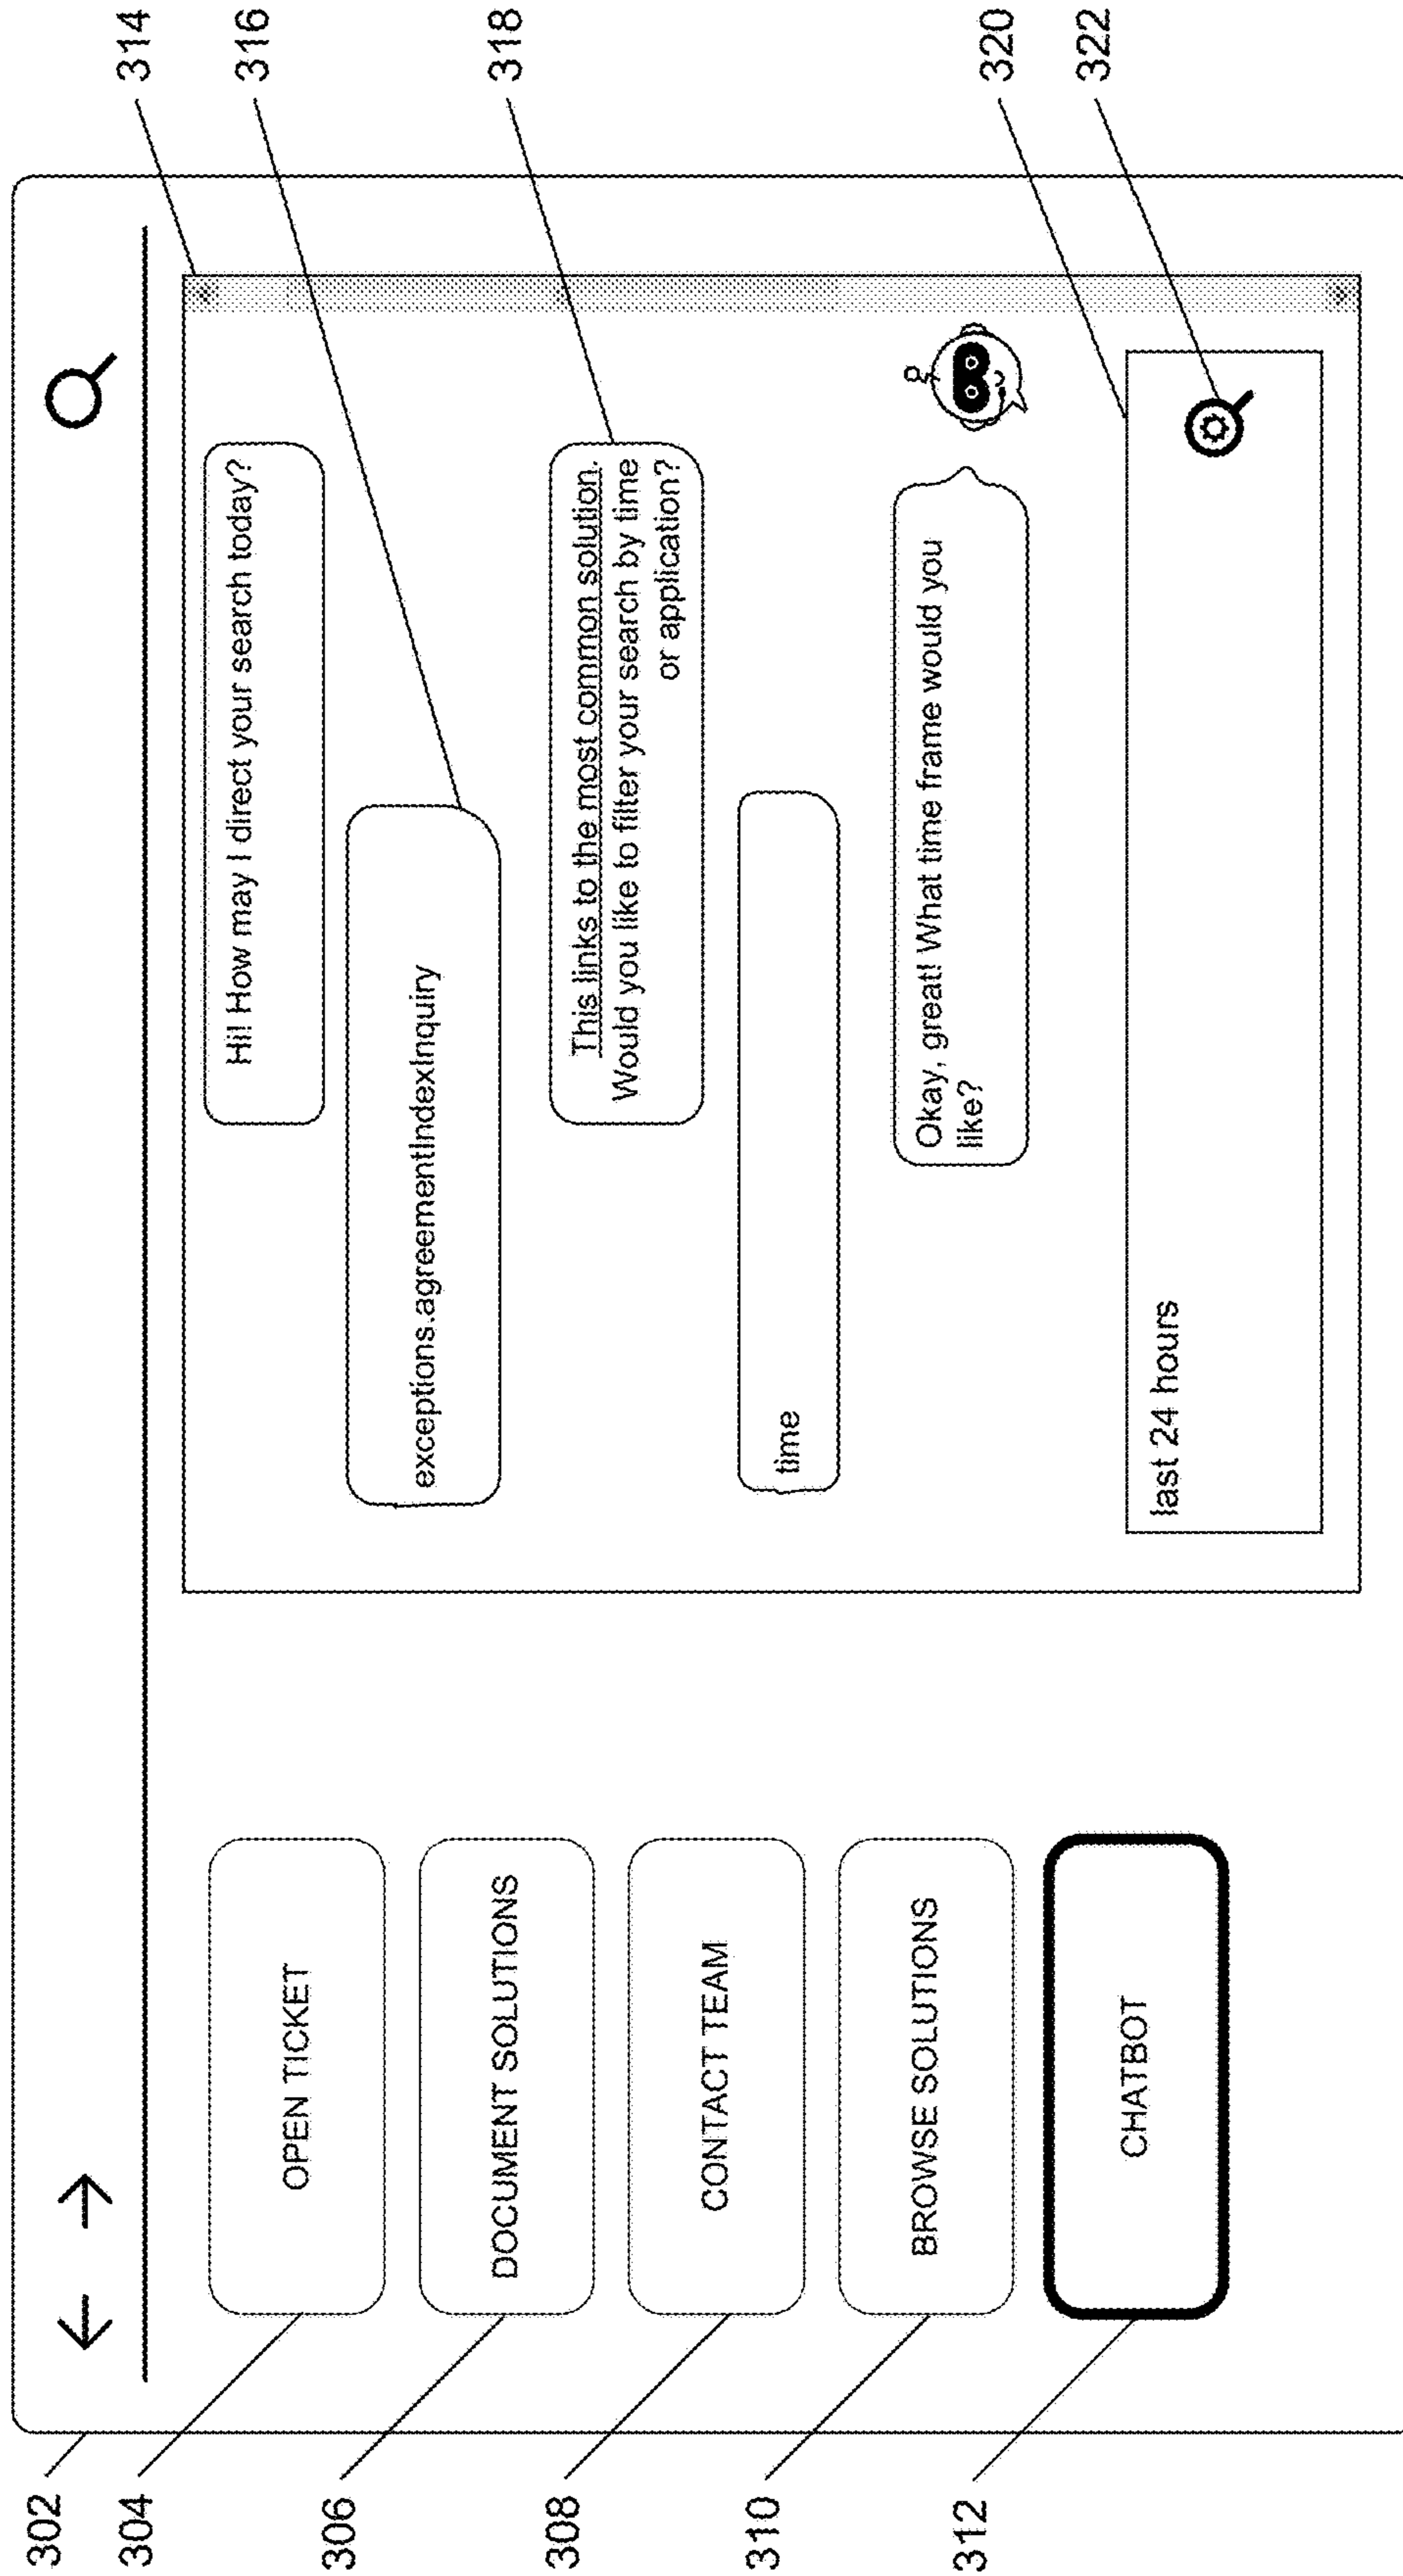 302
304
306
308
310
312
OPEN TICKET
DOCUMENT SOLUTIONS
CONTACT TEAM
BROWSE SOLUTIONS
CHATBOT
Hi! How may I direct your search today?
exceptions.agreementIndexInquiry
This links to the most common solution.
Would you like to filter your search by time
or application?
time
Okay, great! What time frame would you
like?
last 24 hours
314
316
318
320
322